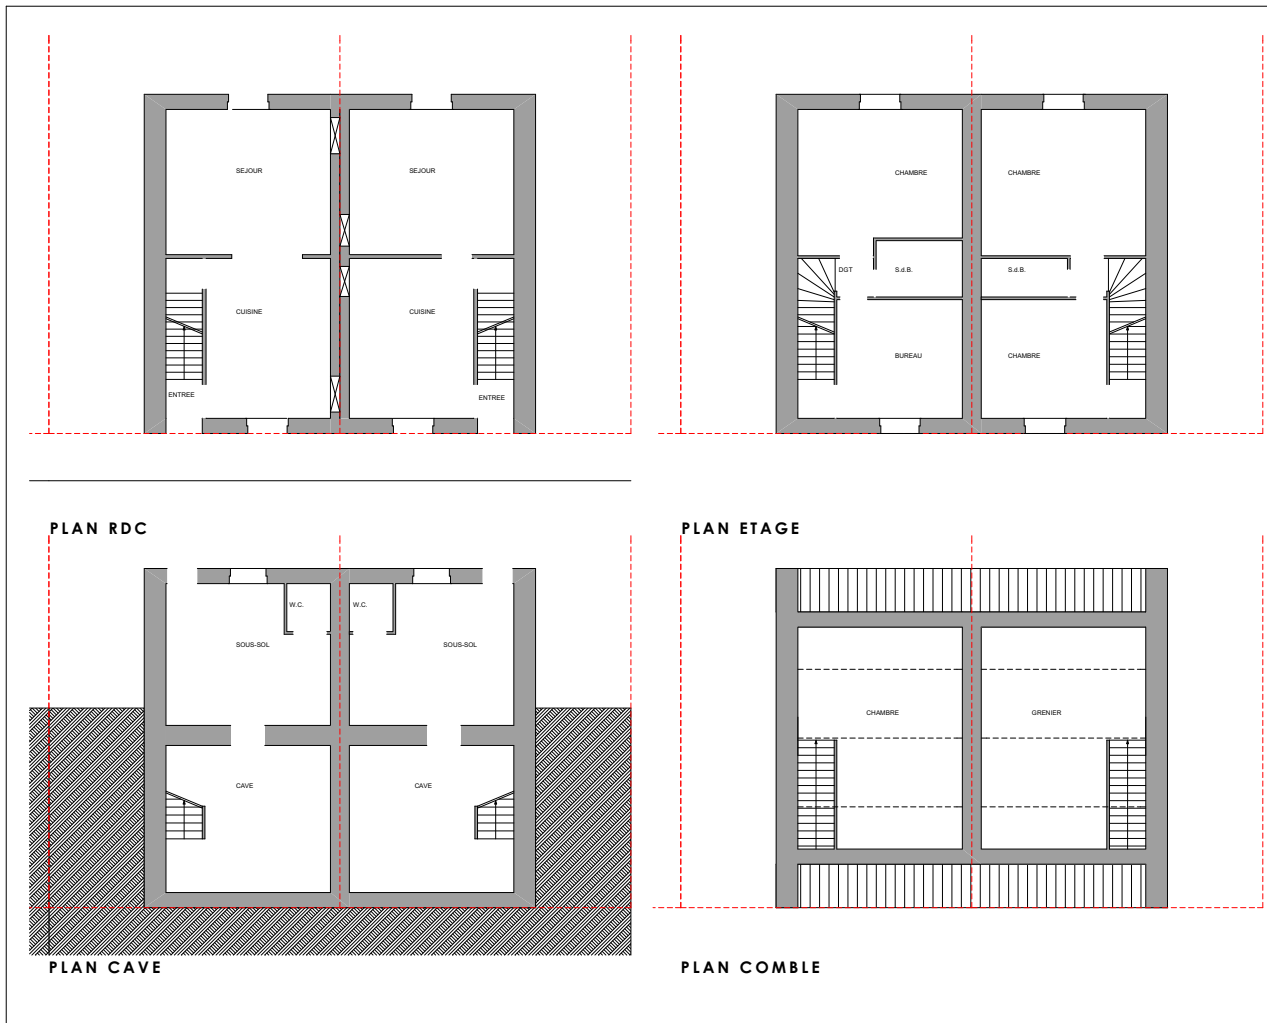 SEJOUR
SEJOUR
CUISINE
CUISINE
ENTREE
ENTREE
PLAN RDC
CHAMBRE
CHAMBRE
DGT
S.d.B.
S.d.B.
BUREAU
CHAMBRE
PLAN ETAGE
W.C.
W.C.
SOUS-SOL
SOUS-SOL
CAVE
CAVE
PLAN CAVE
CHAMBRE
GRENIER
PLAN COMBLE